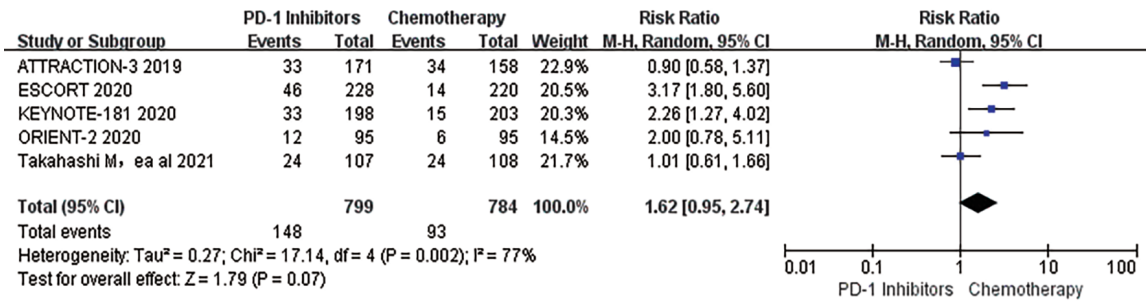 PD-1 Inhibitors Chemotherapy Risk Ratio Risk Ratio
Study or Subgroup Events Total Events Total Weight M-H, Random, 95% CI M-H, Random, 95% CI
ATTRACTION-3 2019 33 171 34 158 22.9% 0.90 [0.58, 1.37]
ESCORT 2020 46 228 14 220 20.5% 3.17 [1.80, 5.60]
KEYNOTE-181 2020 33 198 15 203 20.3% 2.26 [1.27, 4.02]
ORIENT-2 2020 12 95 6 95 14.5% 2.00 [0.78, 5.11]
Takahashi M，ea al 2021 24 107 24 108 21.7% 1.01 [0.61, 1.66]
Total (95% CI) 799 784 100.0% 1.62 [0.95, 2.74]
Total events 148 93
Heterogeneity: Tau² = 0.27; Chi² = 17.14, df = 4 (P = 0.002); I² = 77%
Test for overall effect: Z = 1.79 (P = 0.07)
0.01 0.1 1 10 100
PD-1 Inhibitors Chemotherapy